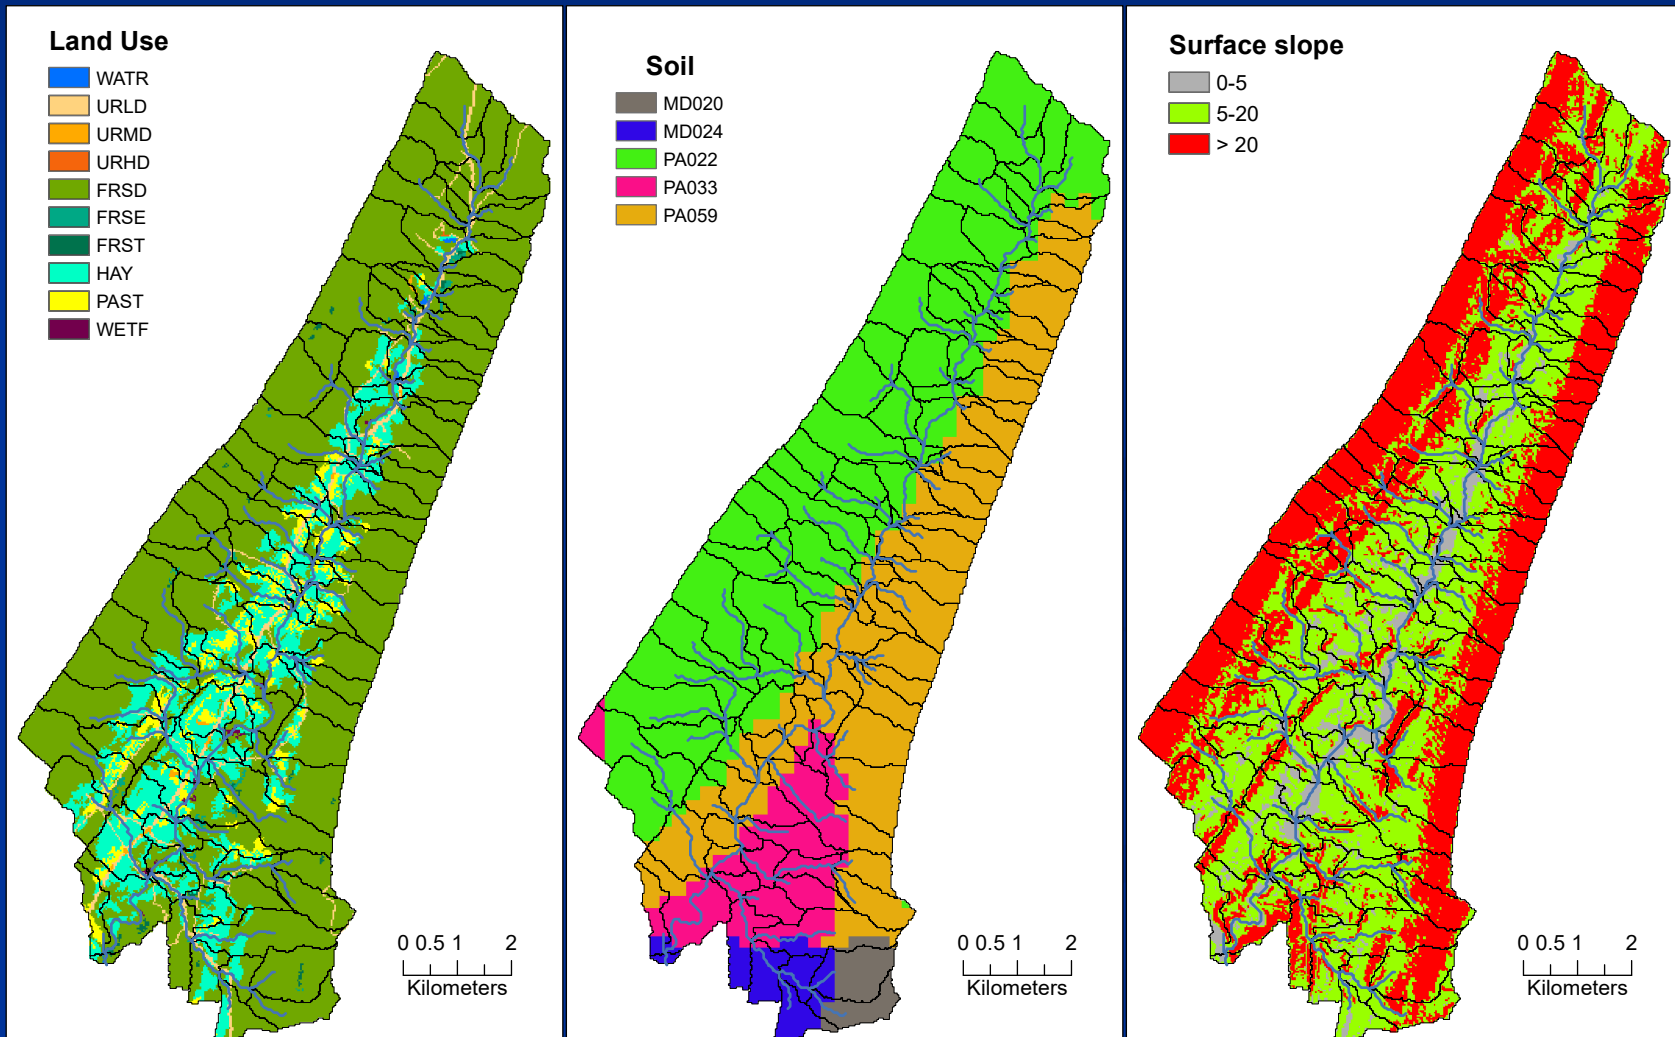 Land Use
WATR
URLD
URMD
URHD
FRSD
FRSE
FRST
HAY
PAST
WETF
0 0.5 1 2
Kilometers
Soil
MD020
MD024
PA022
PA033
PA059
0 0.5 1 2
Kilometers
Surface slope
0-5
5-20
> 20
0 0.5 1 2
Kilometers